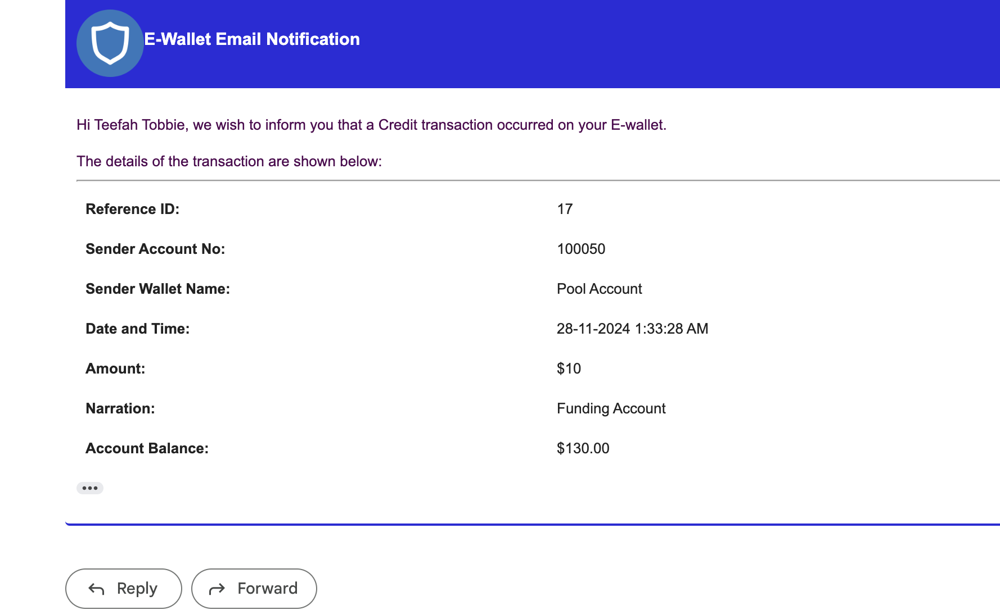 E-Wallet Email Notification
Hi Teefah Tobbie, we wish to inform you that a Credit transaction occurred on your E-wallet.
The details of the transaction are shown below:
Reference ID: 17
Sender Account No: 100050
Sender Wallet Name: Pool Account
Date and Time: 28-11-2024 1:33:28 AM
Amount: $10
Narration: Funding Account
Account Balance: $130.00
Reply Forward